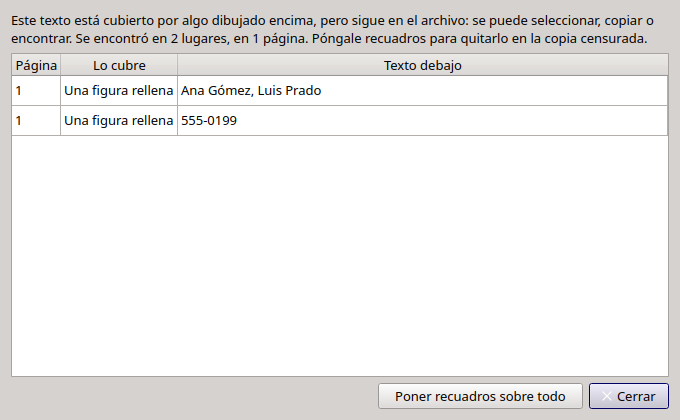 Este texto está cubierto por algo dibujado encima, pero sigue en el archivo: se puede seleccionar, copiar o
encontrar. Se encontró en 2 lugares, en 1 página. Póngale recuadros para quitarlo en la copia censurada.
Página Lo cubre Texto debajo
1 Una figura rellena Ana Gómez, Luis Prado
1 Una figura rellena 555-0199
Poner recuadros sobre todo Cerrar